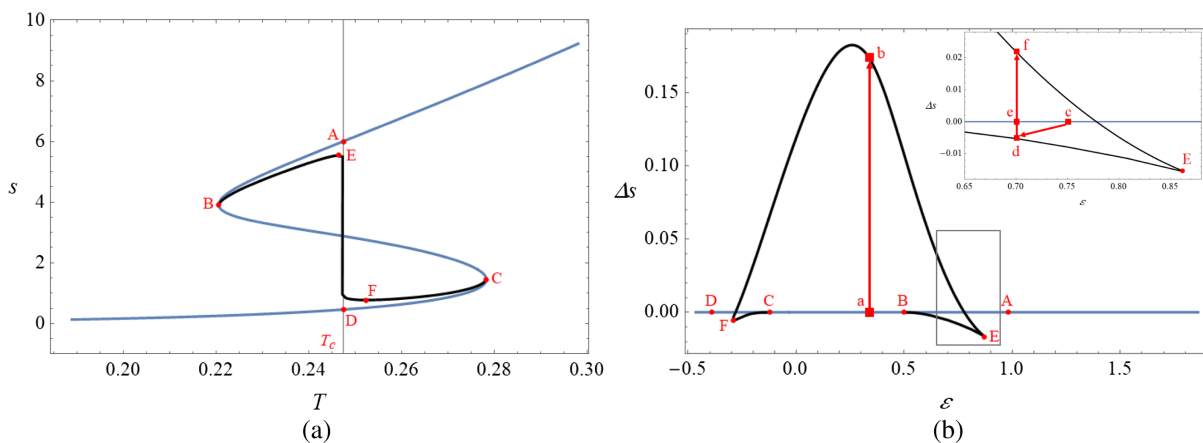 10
8
6
4
2
0
s
A
E
B
C
F
D
T_c
0.20
0.22
0.24
0.26
0.28
0.30
T
(a)
0.15
0.10
0.05
0.00
Δs
b
D
C
a
B
A
F
E
−0.5
0.0
0.5
1.0
1.5
ε
(b)
0.02
0.01
0.00
−0.01
Δs
f
e
c
d
E
0.65
0.70
0.75
0.80
0.85
ε